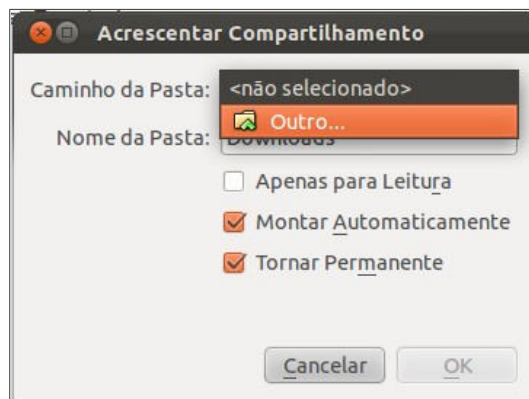 Acrescentar Compartilhamento
Caminho da Pasta: <não selecionado>
Outro...
Nome da Pasta: Downloads
Apenas para Leitura
Montar Automaticamente
Tornar Permanente
Cancelar OK